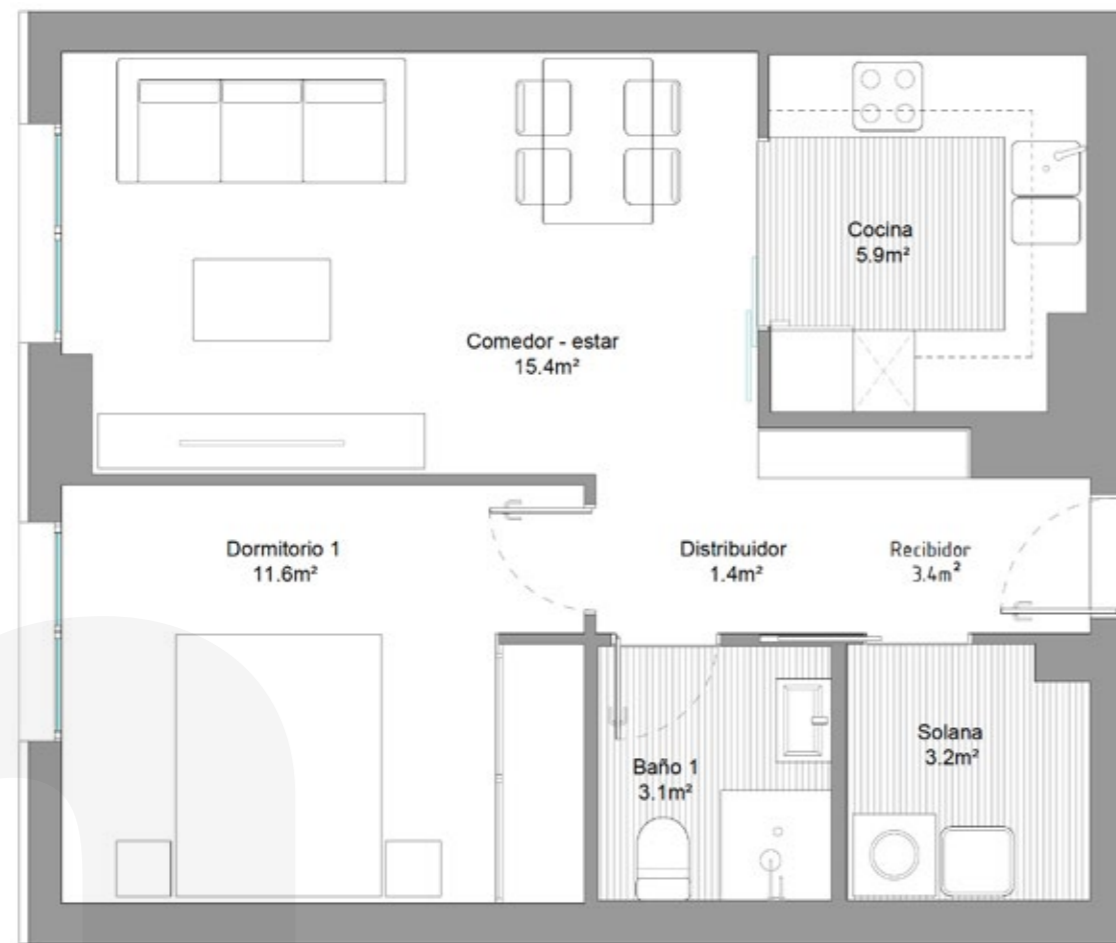 Cocina
5.9m²
Comedor - estar
15.4m²
Dormitorio 1
11.6m²
Distribuidor
1.4m²
Recibidor
3.4m²
Baño 1
3.1m²
Solana
3.2m²